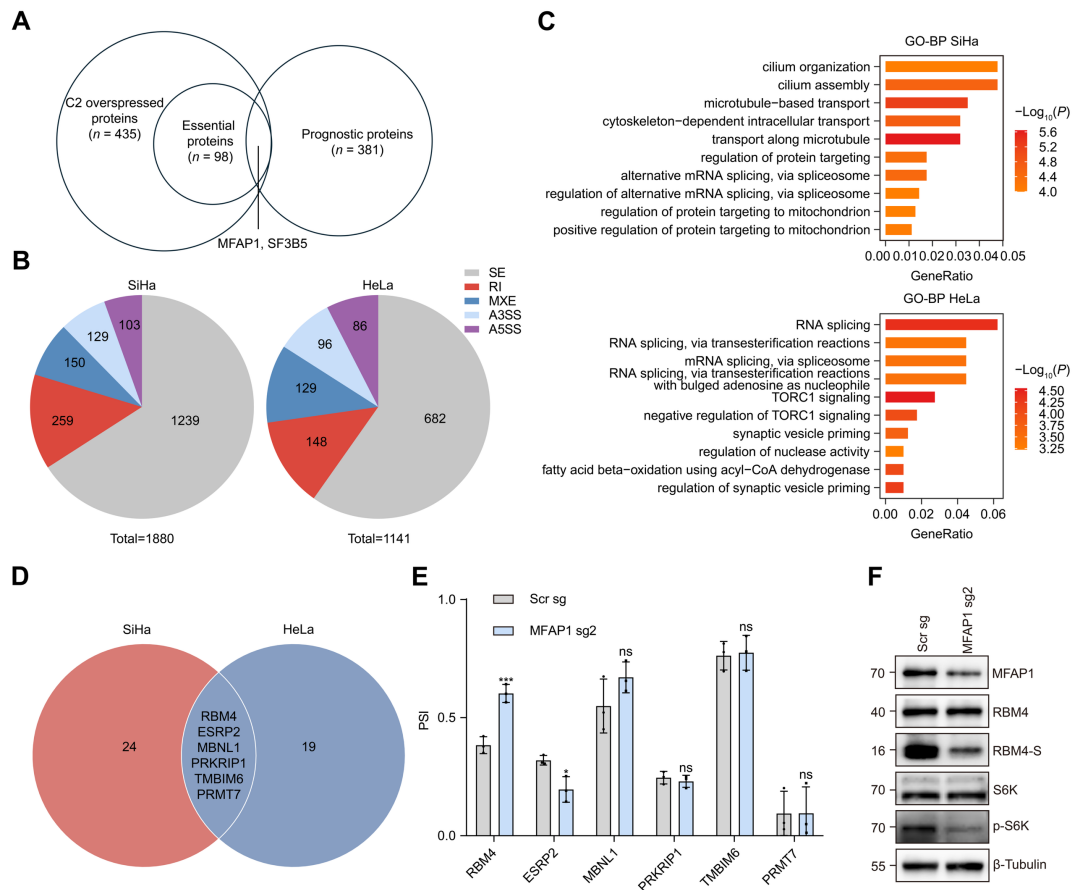 A
C2 overspressed
proteins
(n = 435)
Essential
proteins
(n = 98)
Prognostic proteins
(n = 381)
MFAP1, SF3B5
B
SiHa
HeLa
SE
RI
MXE
A3SS
A5SS
103
129
150
259
1239
86
96
129
148
682
Total=1880
Total=1141
C
GO-BP SiHa
cilium organization
cilium assembly
microtubule-based transport
cytoskeleton-dependent intracellular transport
transport along microtubule
regulation of protein targeting
alternative mRNA splicing, via spliceosome
regulation of alternative mRNA splicing, via spliceosome
regulation of protein targeting to mitochondrion
positive regulation of protein targeting to mitochondrion
0.00 0.01 0.02 0.03 0.04 0.05
GeneRatio
−Log10(P)
5.6
5.2
4.8
4.4
4.0
GO-BP HeLa
RNA splicing
RNA splicing, via transesterification reactions
mRNA splicing, via spliceosome
RNA splicing, via transesterification reactions
with bulged adenosine as nucleophile
TORC1 signaling
negative regulation of TORC1 signaling
synaptic vesicle priming
regulation of nuclease activity
fatty acid beta-oxidation using acyl-CoA dehydrogenase
regulation of synaptic vesicle priming
0.00 0.02 0.04 0.06
GeneRatio
−Log10(P)
4.50
4.25
4.00
3.75
3.50
3.25
D
SiHa
HeLa
24
RBM4
ESRP2
MBNL1
PRKRIP1
TMBIM6
PRMT7
19
E
Scr sg
MFAP1 sg2
PSI
1.0
0.5
0.0
***
*
ns
ns
ns
ns
RBM4
ESRP2
MBNL1
PRKRIP1
TMBIM6
PRMT7
F
Scr sg
MFAP1 sg2
70 MFAP1
40 RBM4
16 RBM4-S
70 S6K
70 p-S6K
55 β-Tubulin